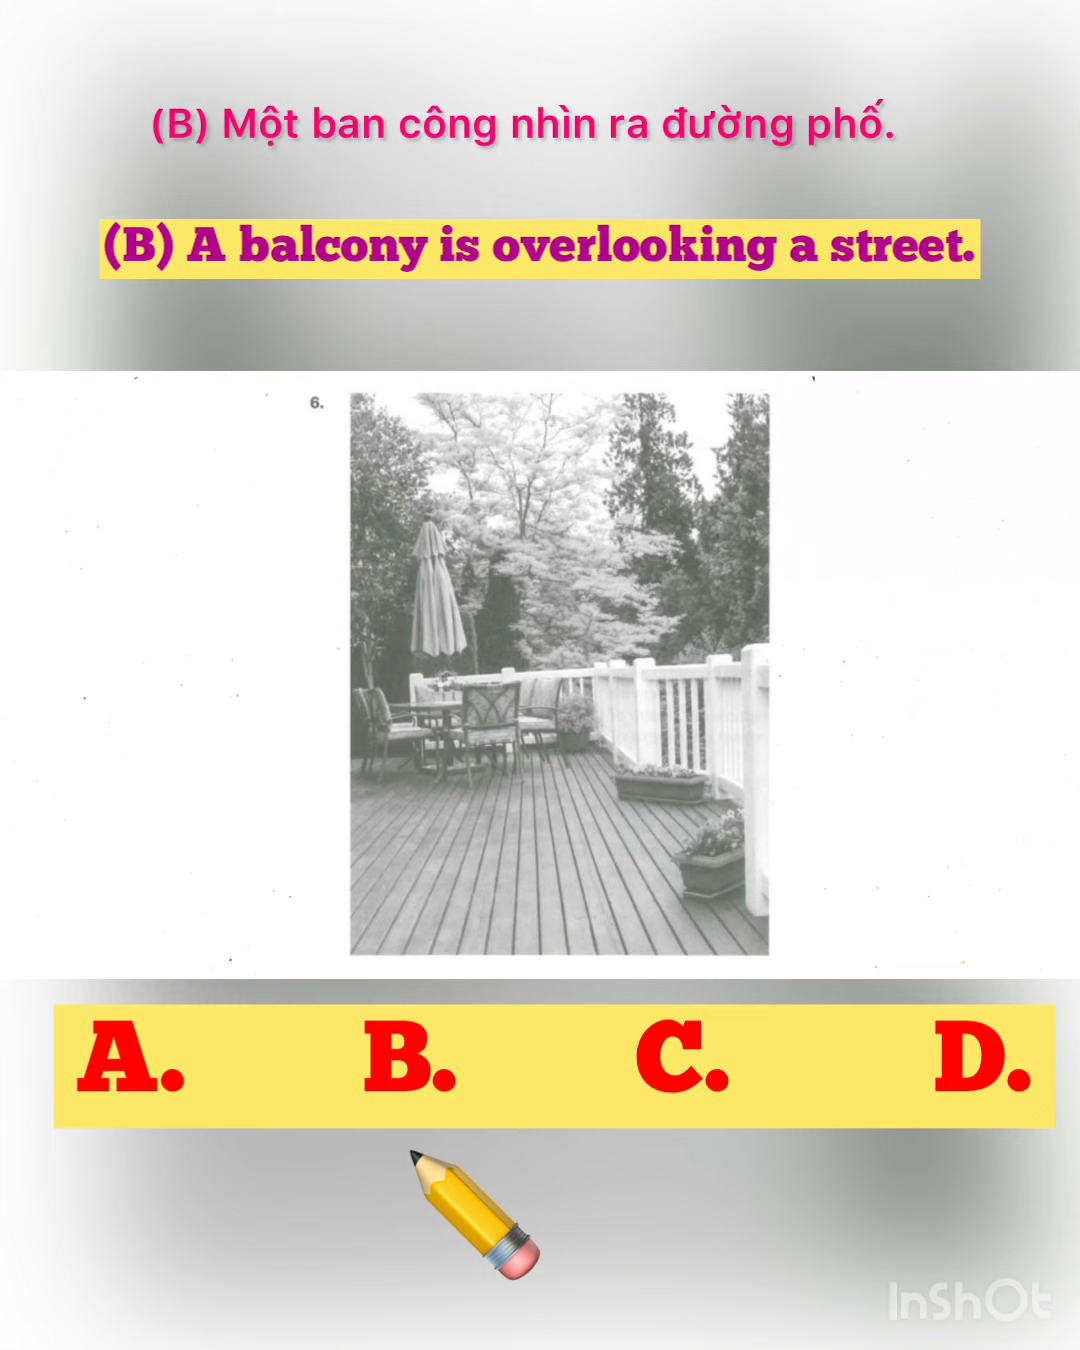 (B) Một ban công nhìn ra đường phố.
(B) A balcony is overlooking a street.
6.
A. B. C. D.
InShOt